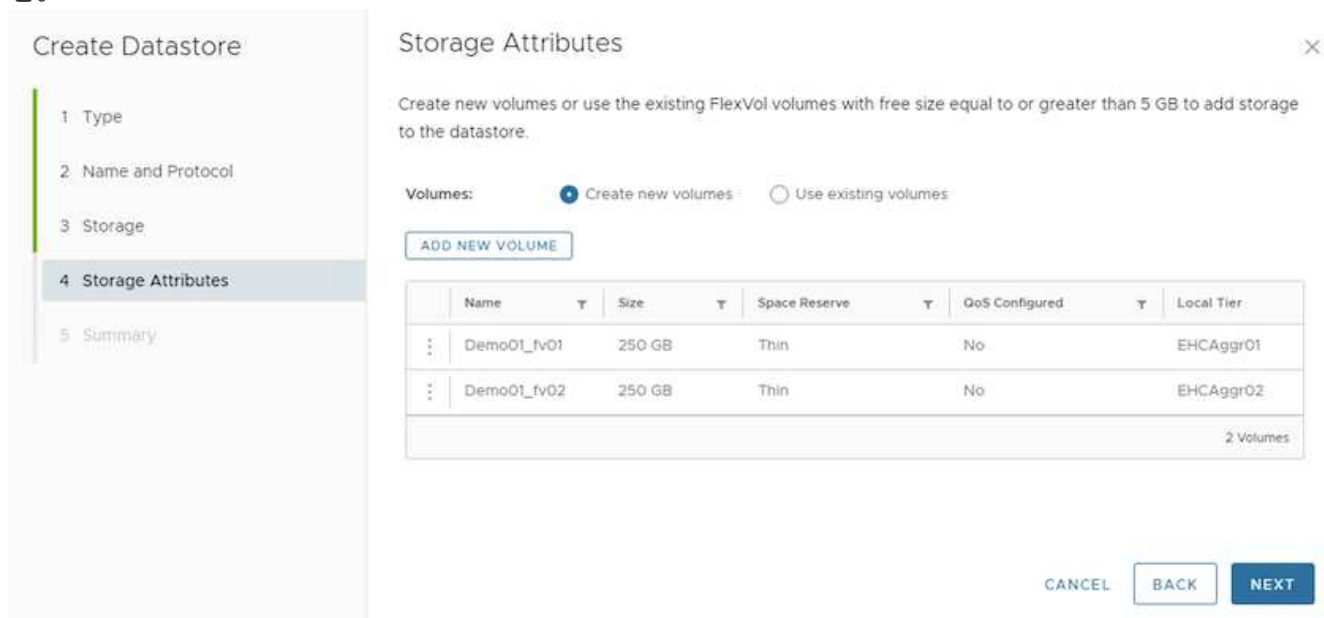 Create Datastore
1 Type
2 Name and Protocol
3 Storage
4 Storage Attributes
5 Summary
Storage Attributes
Create new volumes or use the existing FlexVol volumes with free size equal to or greater than 5 GB to add storage
to the datastore.
Volumes: Create new volumes Use existing volumes
ADD NEW VOLUME
Name Size Space Reserve QoS Configured Local Tier
Demo01_fv01 250 GB Thin No EHCAggr01
Demo01_fv02 250 GB Thin No EHCAggr02
2 Volumes
CANCEL BACK NEXT